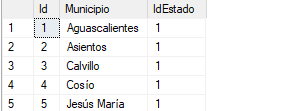 Id Municipio IdEstado
1 1 Aguascalientes 1
2 2 Asientos 1
3 3 Calvillo 1
4 4 Cosío 1
5 5 Jesús María 1